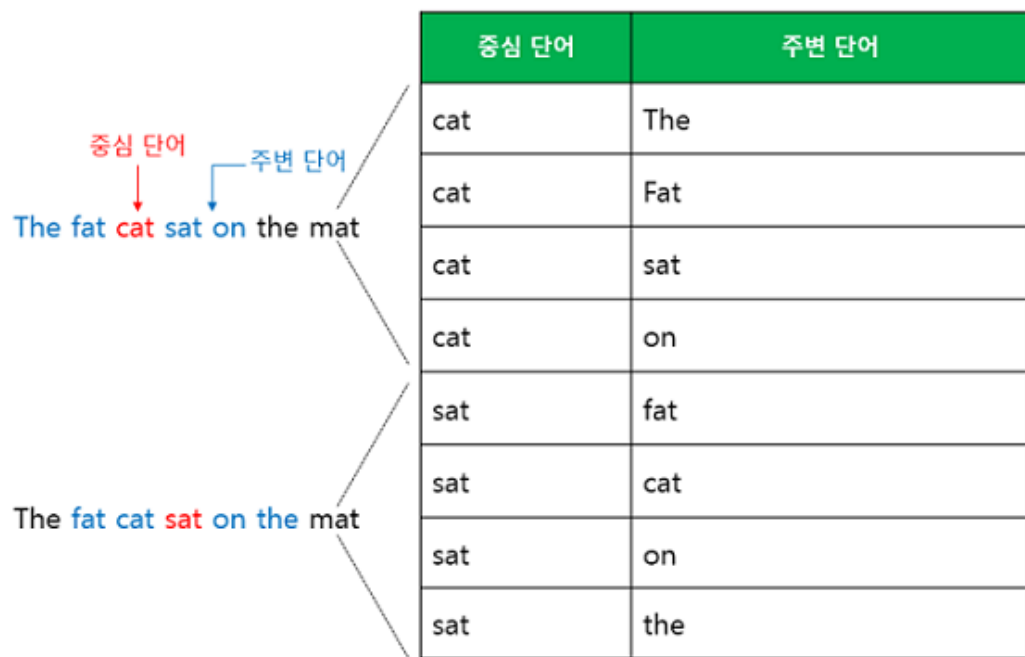 중심 단어 주변 단어
cat The
중심 단어
주변 단어
cat Fat
The fat cat sat on the mat
cat sat
cat on
sat fat
sat cat
The fat cat sat on the mat
sat on
sat the